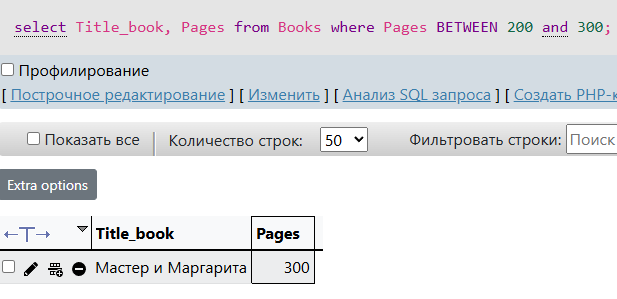 select Title_book, Pages from Books where Pages BETWEEN 200 and 300;
Профилирование
[ Построчное редактирование ] [ Изменить ] [ Анализ SQL запроса ] [ Создать PHP-к
Показать все Количество строк: 50 Фильтровать строки: Поиск
Extra options
←T→ Title_book Pages
Мастер и Маргарита 300